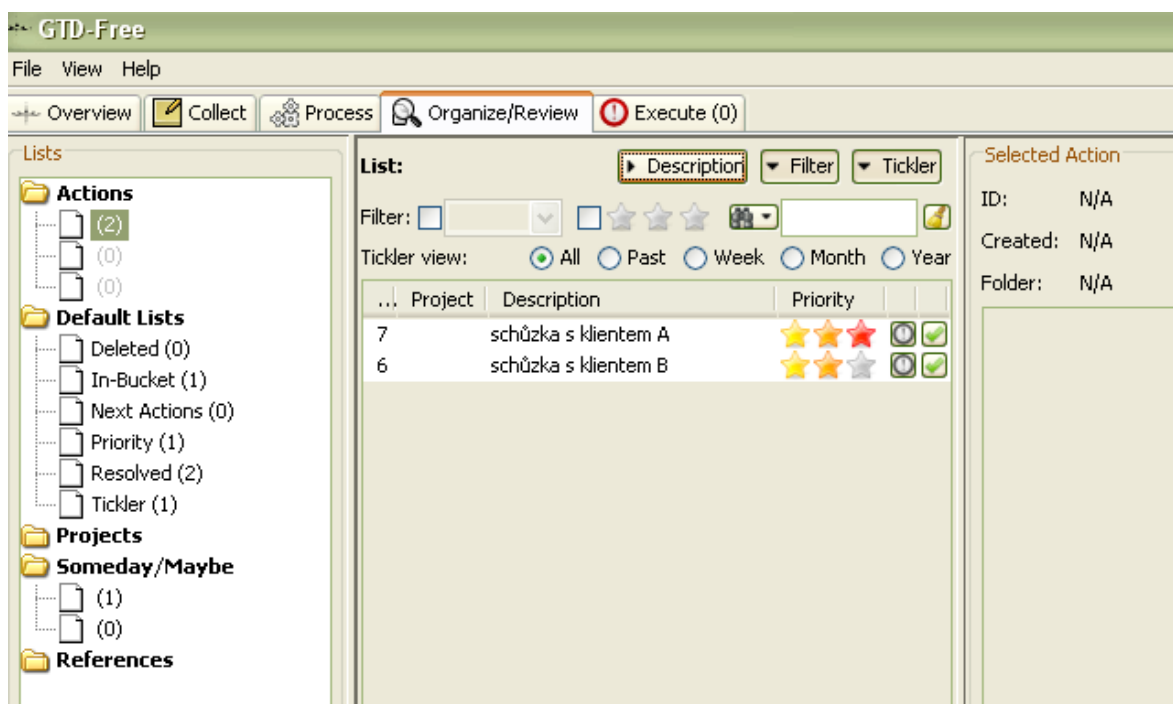 GTD-Free
File View Help
Overview Collect Process Organize/Review Execute (0)
Lists
Actions
(2)
(0)
(0)
Default Lists
Deleted (0)
In-Bucket (1)
Next Actions (0)
Priority (1)
Resolved (2)
Tickler (1)
Projects
Someday/Maybe
(1)
(0)
References
List: Description Filter Tickler
Filter:
Tickler view: All Past Week Month Year
... Project Description Priority
7 schůzka s klientem A
6 schůzka s klientem B
Selected Action
ID: N/A
Created: N/A
Folder: N/A